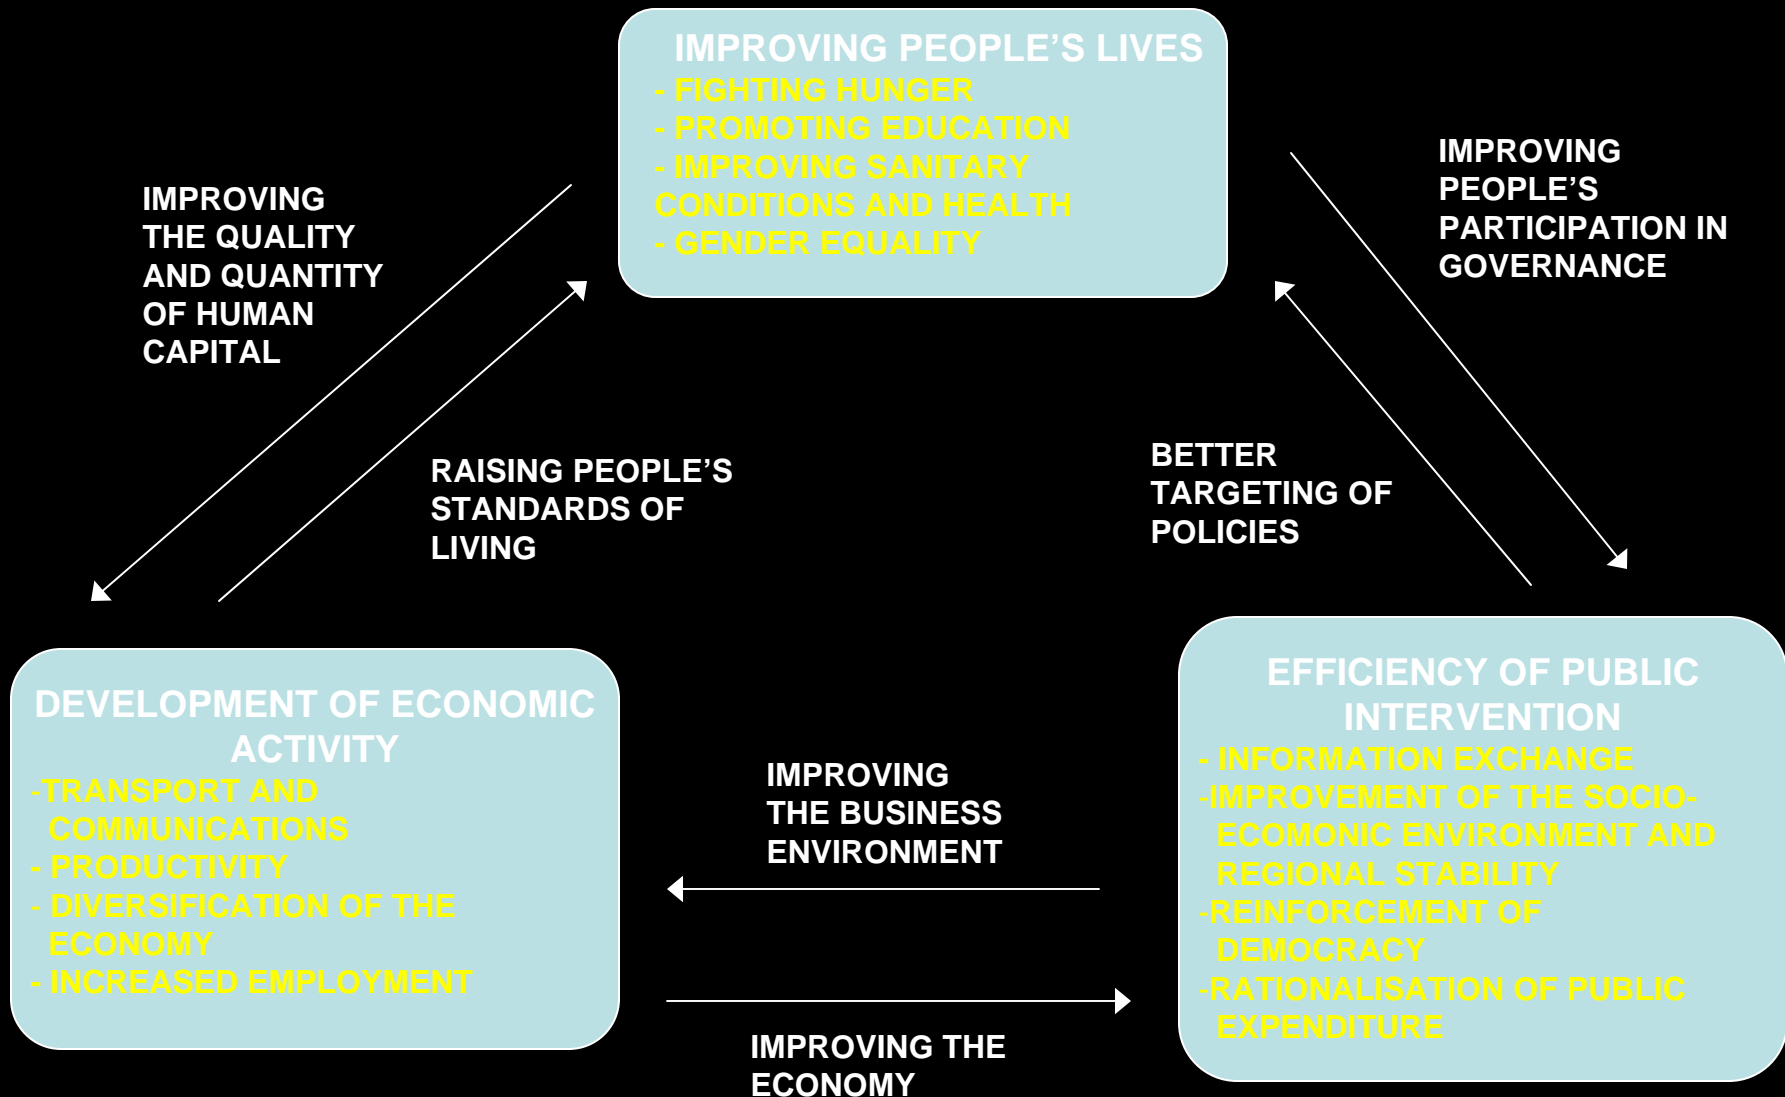 IMPROVING PEOPLE’S LIVES
- FIGHTING HUNGER
- PROMOTING EDUCATION
- IMPROVING SANITARY
CONDITIONS AND HEALTH
- GENDER EQUALITY
IMPROVING
THE QUALITY
AND QUANTITY
OF HUMAN
CAPITAL
IMPROVING
PEOPLE’S
PARTICIPATION IN
GOVERNANCE
RAISING PEOPLE’S
STANDARDS OF
LIVING
BETTER
TARGETING OF
POLICIES
DEVELOPMENT OF ECONOMIC
ACTIVITY
-TRANSPORT AND
COMMUNICATIONS
- PRODUCTIVITY
- DIVERSIFICATION OF THE
ECONOMY
- INCREASED EMPLOYMENT
IMPROVING
THE BUSINESS
ENVIRONMENT
IMPROVING THE
ECONOMY
EFFICIENCY OF PUBLIC
INTERVENTION
- INFORMATION EXCHANGE
-IMPROVEMENT OF THE SOCIO-
ECOMONIC ENVIRONMENT AND
REGIONAL STABILITY
-REINFORCEMENT OF
DEMOCRACY
-RATIONALISATION OF PUBLIC
EXPENDITURE